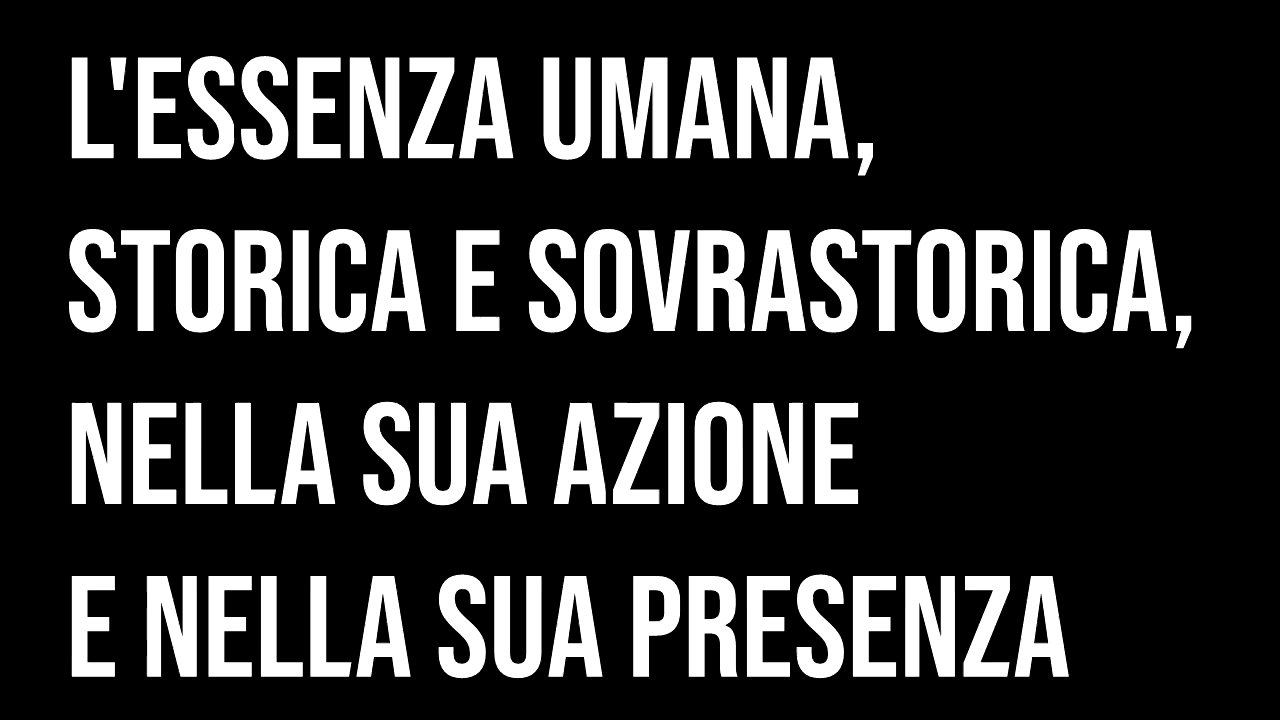 L'ESSENZA UMANA,
STORICA E SOVRASTORICA,
NELLA SUA AZIONE
E NELLA SUA PRESENZA